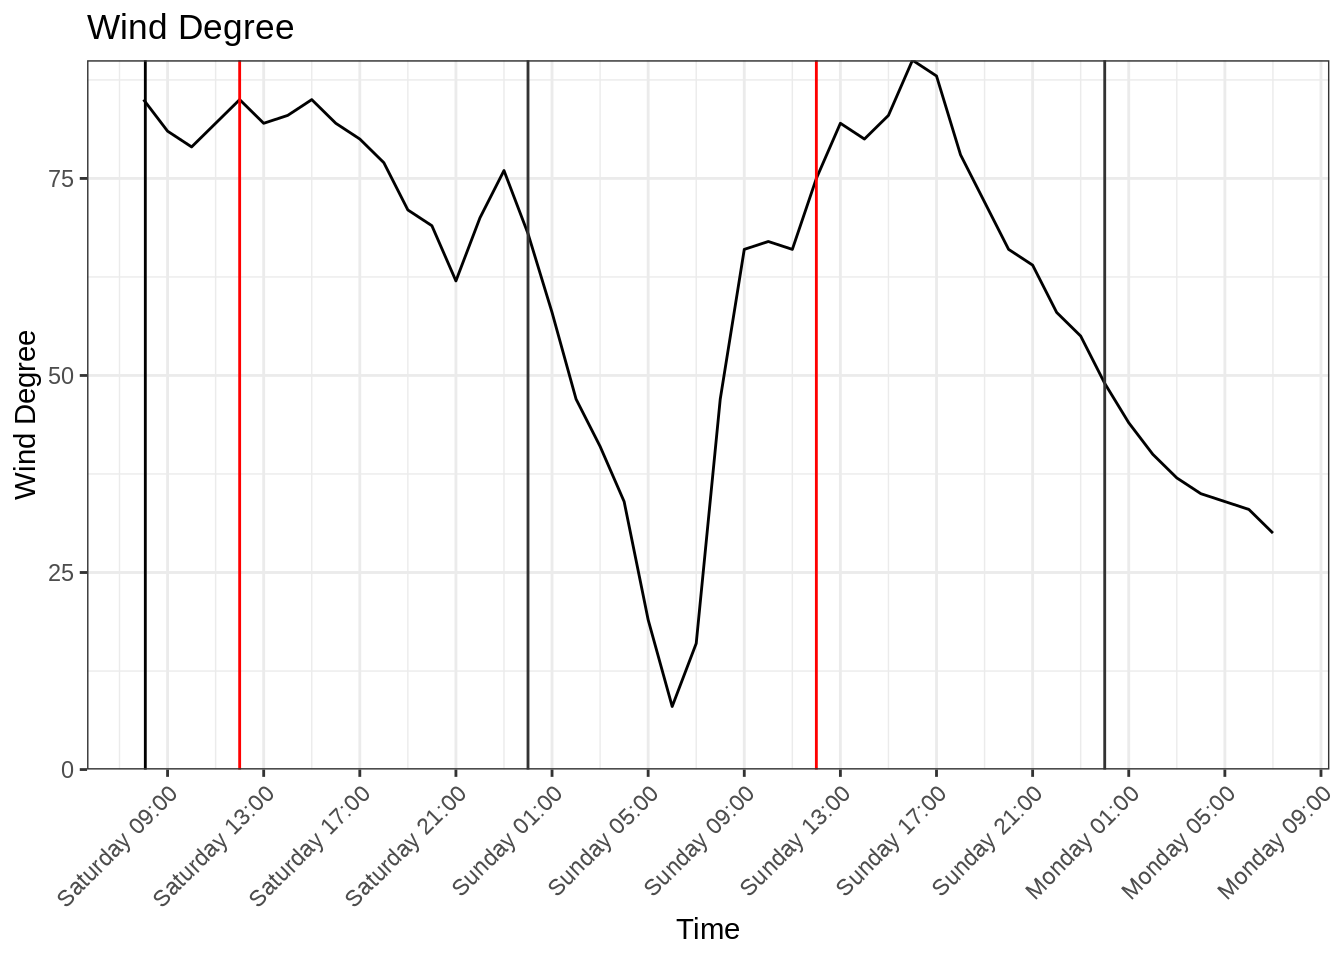 Wind Degree
Wind Degree
75
50
25
0
Saturday 09:00
Saturday 13:00
Saturday 17:00
Saturday 21:00
Sunday 01:00
Sunday 05:00
Sunday 09:00
Sunday 13:00
Sunday 17:00
Sunday 21:00
Monday 01:00
Monday 05:00
Monday 09:00
Time